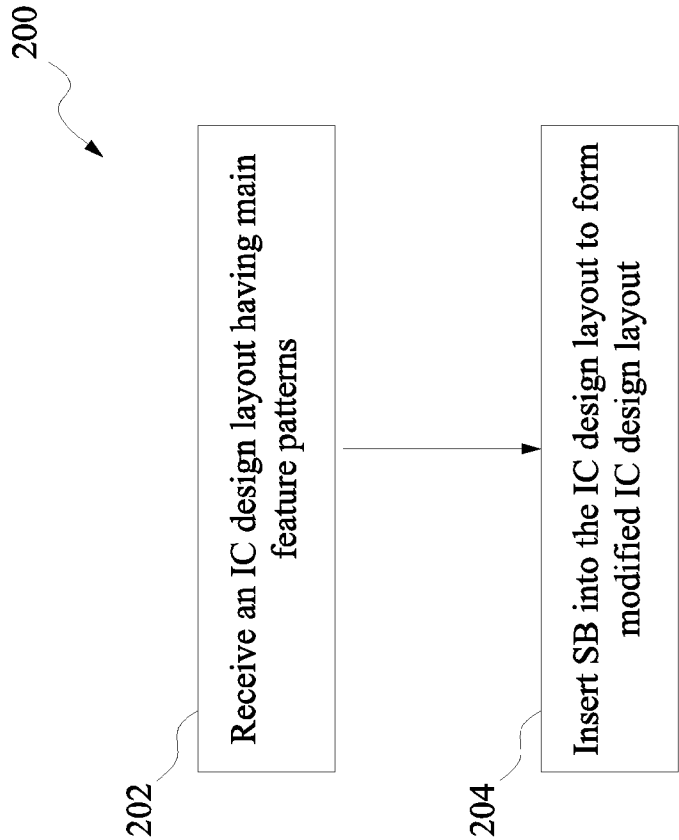 200
202
Receive an IC design layout having main
feature patterns
204
Insert SB into the IC design layout to form
modified IC design layout